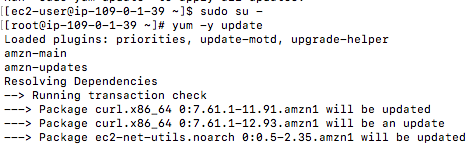 [[ec2-user@ip-109-0-1-39 ~]$ sudo su -
[[root@ip-109-0-1-39 ~]# yum -y update
Loaded plugins: priorities, update-motd, upgrade-helper
amzn-main
amzn-updates
Resolving Dependencies
--> Running transaction check
---> Package curl.x86_64 0:7.61.1-11.91.amzn1 will be updated
---> Package curl.x86_64 0:7.61.1-12.93.amzn1 will be an update
---> Package ec2-net-utils.noarch 0:0.5-2.35.amzn1 will be updated